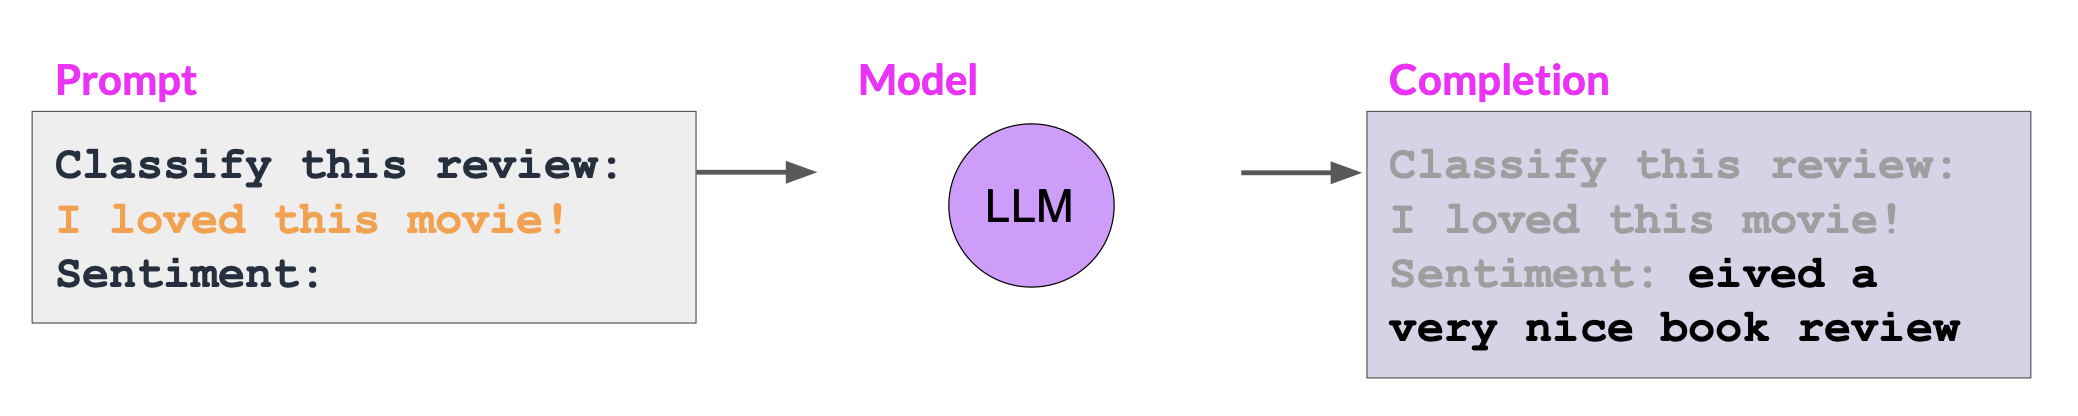 Prompt
Classify this review:
I loved this movie!
Sentiment:
Model
LLM
Completion
Classify this review:
I loved this movie!
Sentiment: eived a
very nice book review